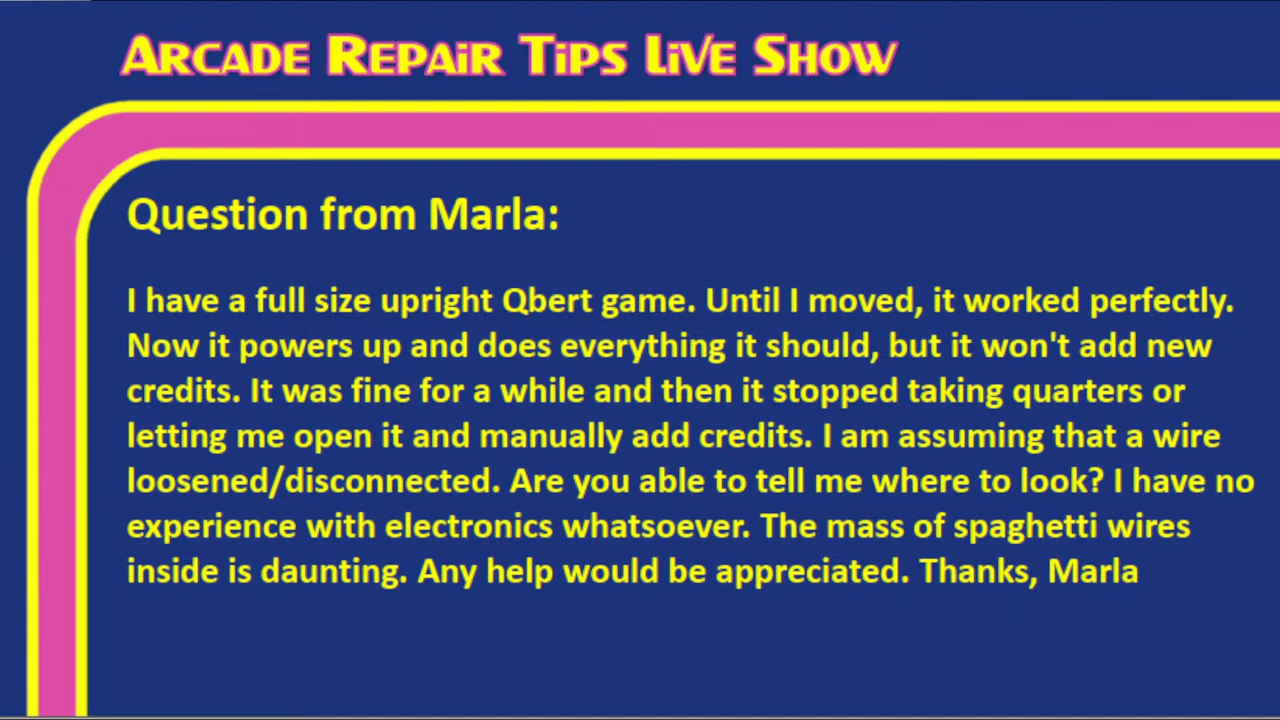 Arcade Repair Tips Live Show
Question from Marla:
I have a full size upright Qbert game. Until I moved, it worked perfectly.
Now it powers up and does everything it should, but it won't add new
credits. It was fine for a while and then it stopped taking quarters or
letting me open it and manually add credits. I am assuming that a wire
loosened/disconnected. Are you able to tell me where to look? I have no
experience with electronics whatsoever. The mass of spaghetti wires
inside is daunting. Any help would be appreciated. Thanks, Marla